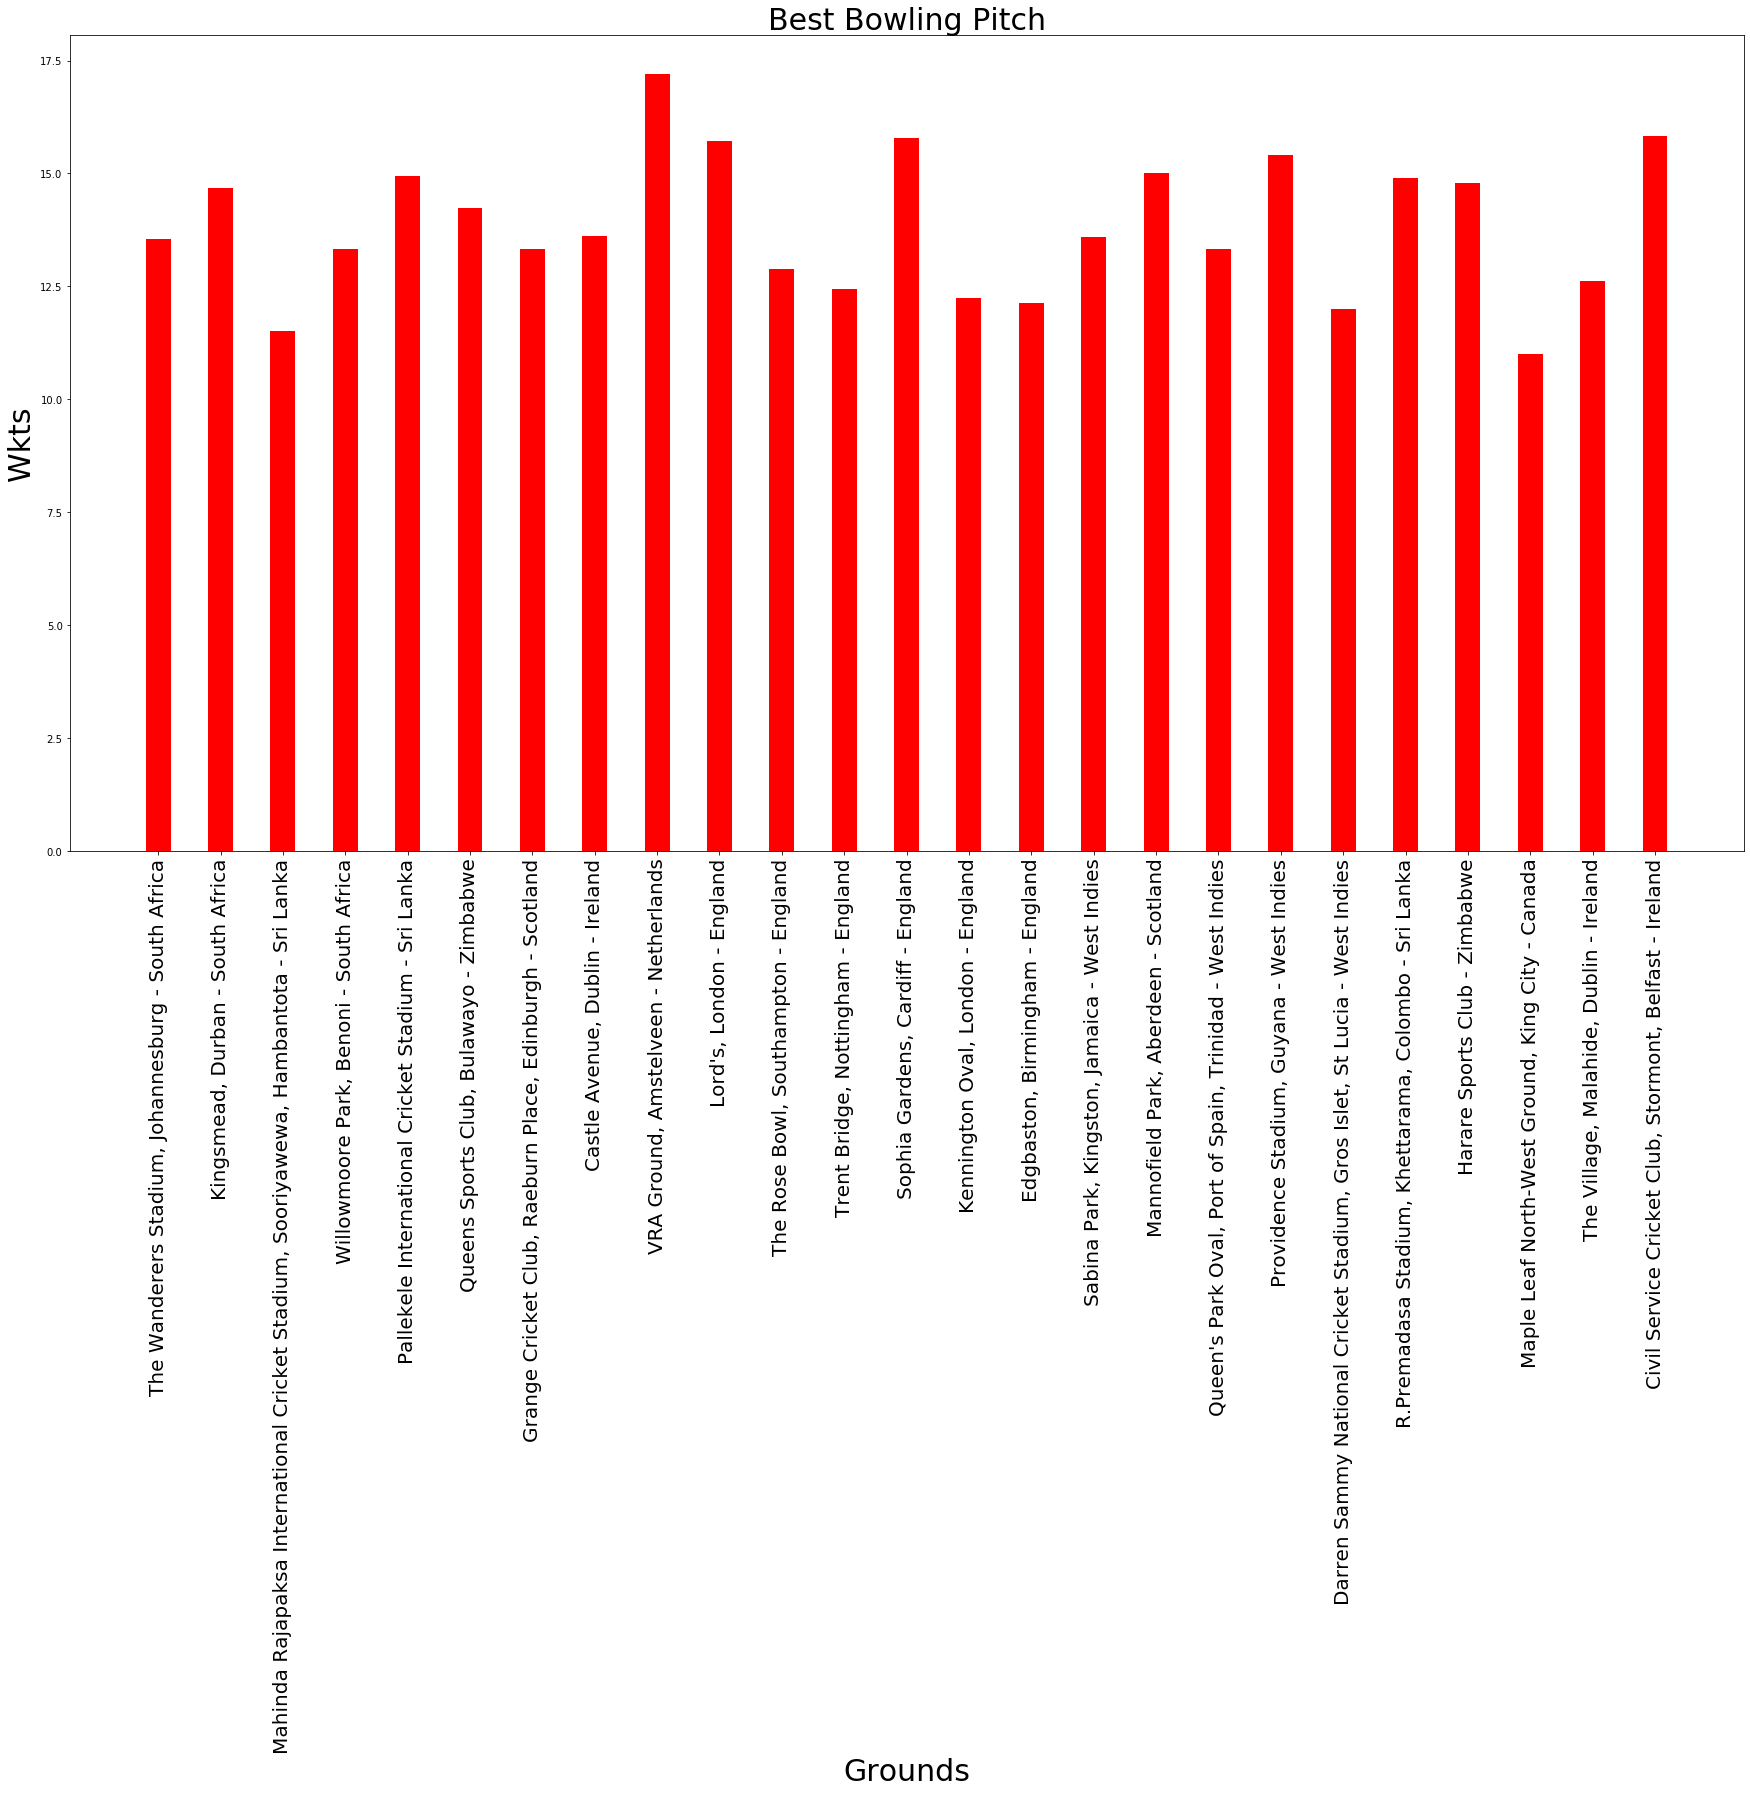 Best Bowling Pitch
Wkts
17.5
15.0
12.5
10.0
7.5
5.0
2.5
0.0
The Wanderers Stadium, Johannesburg - South Africa
Kingsmead, Durban - South Africa
Mahinda Rajapaksa International Cricket Stadium, Sooriyawewa, Hambantota - Sri Lanka
Willowmoore Park, Benoni - South Africa
Pallekele International Cricket Stadium - Sri Lanka
Queens Sports Club, Bulawayo - Zimbabwe
Grange Cricket Club, Raeburn Place, Edinburgh - Scotland
Castle Avenue, Dublin - Ireland
VRA Ground, Amstelveen - Netherlands
Lord's, London - England
The Rose Bowl, Southampton - England
Trent Bridge, Nottingham - England
Sophia Gardens, Cardiff - England
Kennington Oval, London - England
Edgbaston, Birmingham - England
Sabina Park, Kingston, Jamaica - West Indies
Mannofield Park, Aberdeen - Scotland
Queen's Park Oval, Port of Spain, Trinidad - West Indies
Providence Stadium, Guyana - West Indies
Darren Sammy National Cricket Stadium, Gros Islet, St Lucia - West Indies
R.Premadasa Stadium, Khettarama, Colombo - Sri Lanka
Harare Sports Club - Zimbabwe
Maple Leaf North-West Ground, King City - Canada
The Village, Malahide, Dublin - Ireland
Civil Service Cricket Club, Stormont, Belfast - Ireland
Grounds